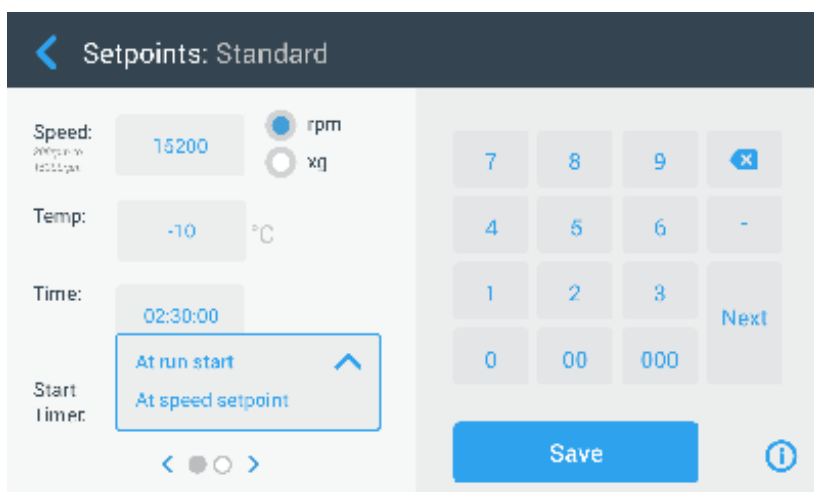 Setpoints: Standard
Speed:
15200
rpm
xg
Temp:
-10
°C
Time:
02:30:00
Start
Timer:
At run start
At speed setpoint
7 8 9
4 5 6 -
1 2 3
Next
0 00 000
Save